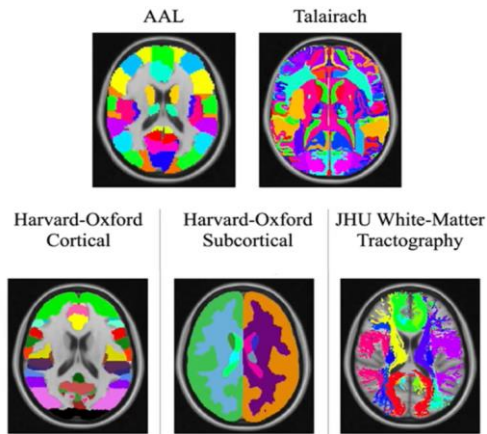 AAL
Talairach
Harvard-Oxford
Cortical
Harvard-Oxford
Subcortical
JHU White-Matter
Tractography